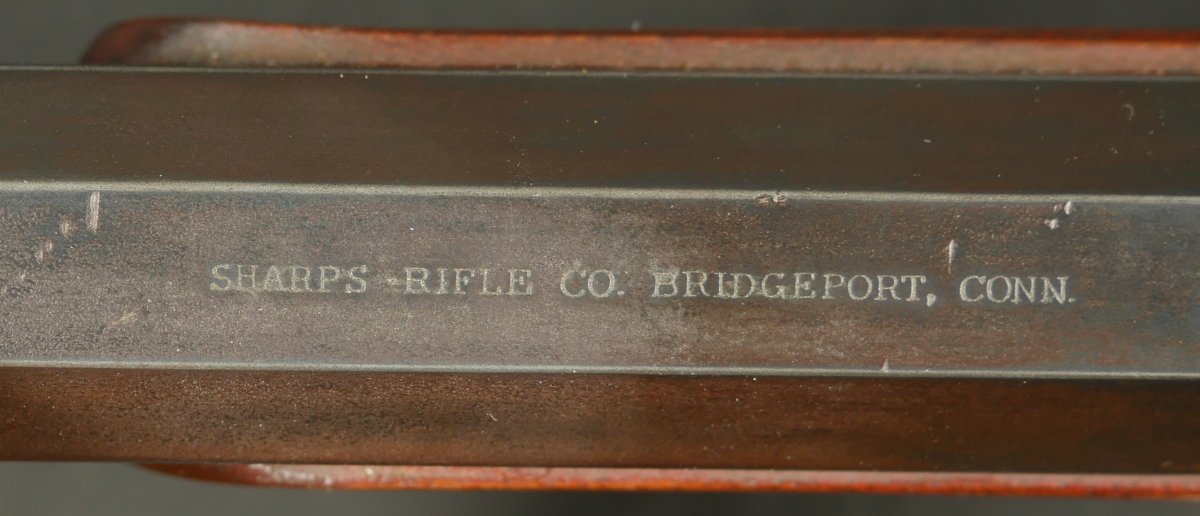 SHARPS -RIFLE CO. BRIDGEPORT, CONN.